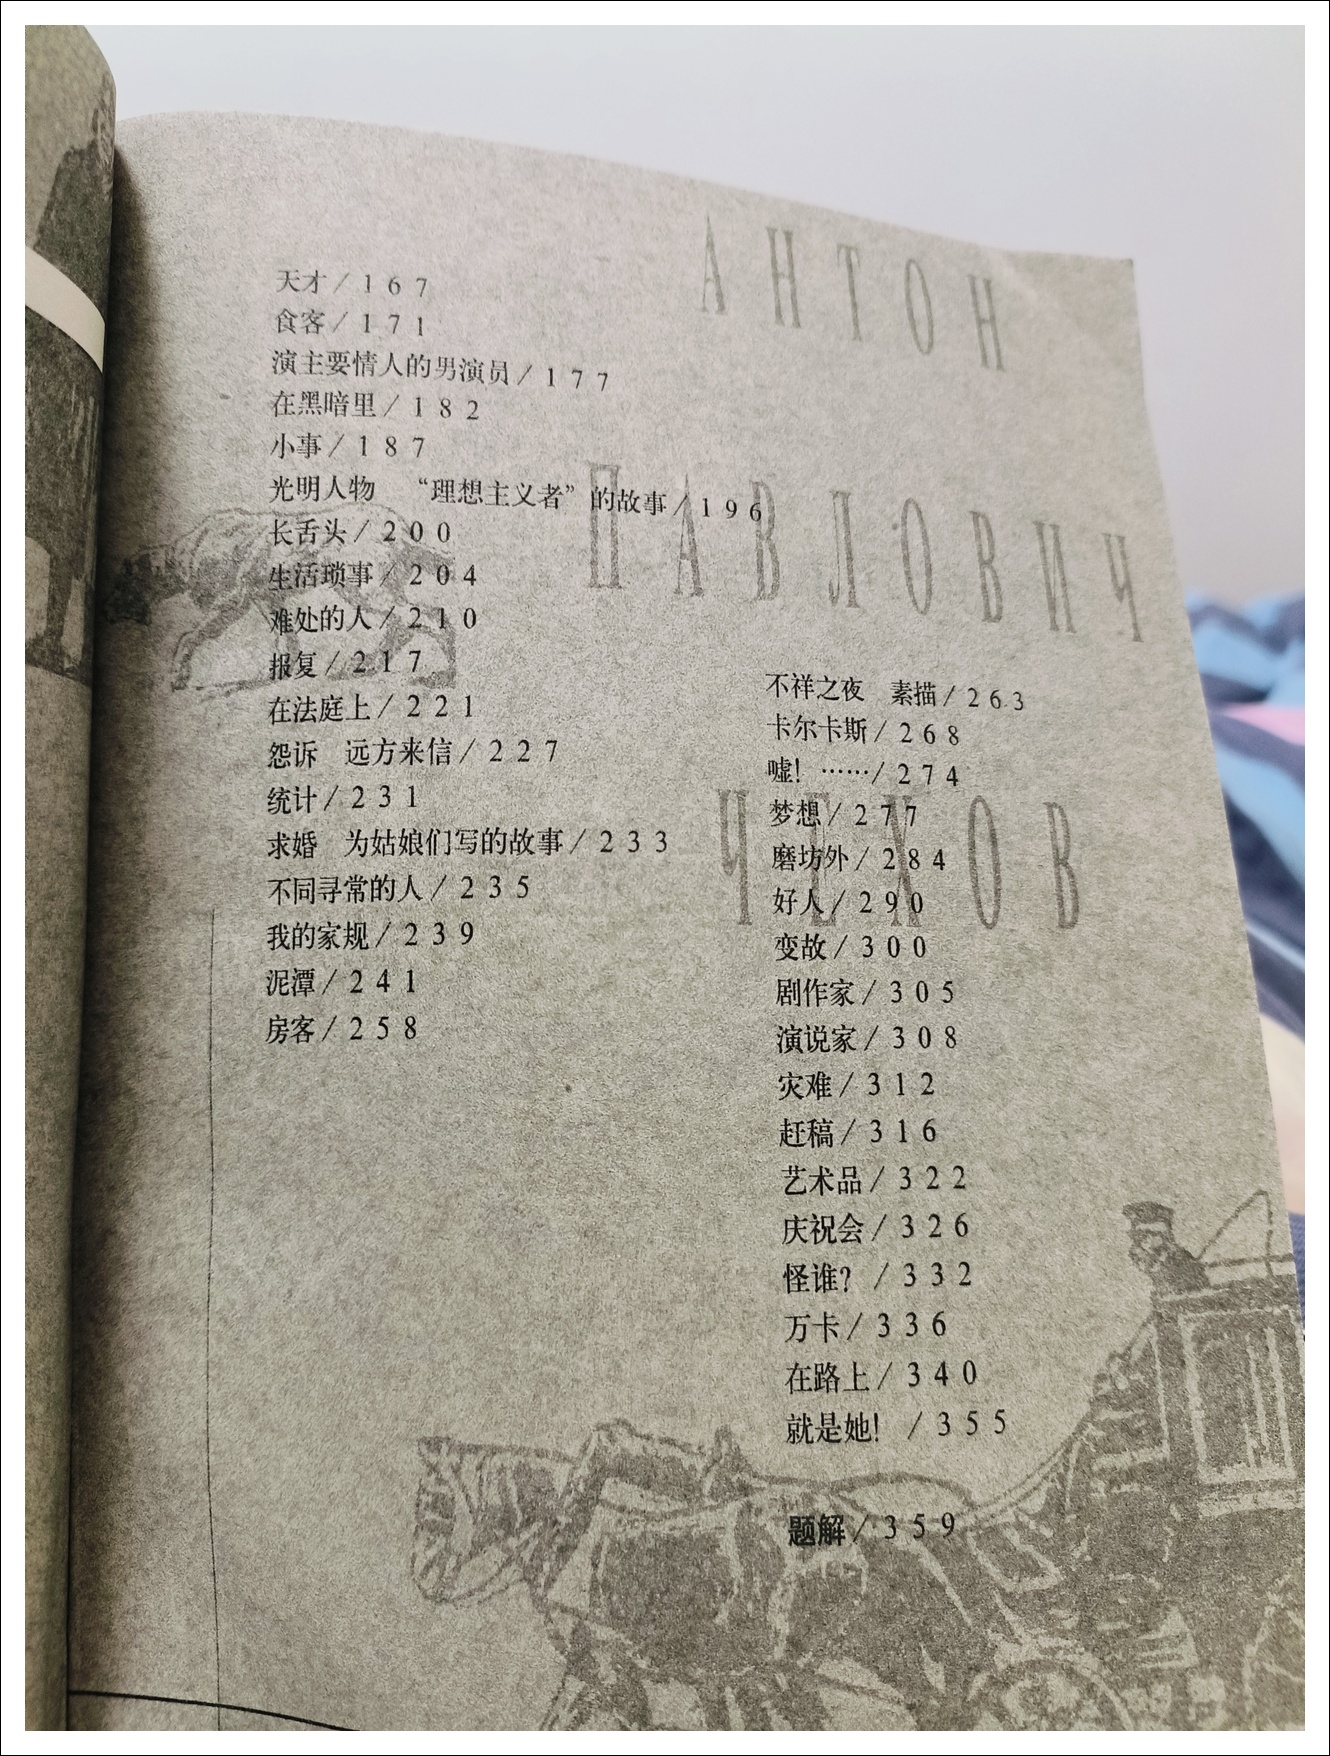 АНТОН
ПАВЛОВИЧ
ЧЕХОВ
天才/167
食客/171
演主要情人的男演员/177
在黑暗里/182
小事/187
光明人物　“理想主义者”的故事/196
长舌头/200
生活琐事/204
难处的人/210
报复/217
在法庭上/221
怨诉　远方来信/227
统计/231
求婚　为姑娘们写的故事/233
不同寻常的人/235
我的家规/239
泥潭/241
房客/258
不祥之夜　素描/263
卡尔卡斯/268
嘘！……/274
梦想/277
磨坊外/284
好人/290
变故/300
剧作家/305
演说家/308
灾难/312
赶稿/316
艺术品/322
庆祝会/326
怪谁？/332
万卡/336
在路上/340
就是她！/355
题解/359